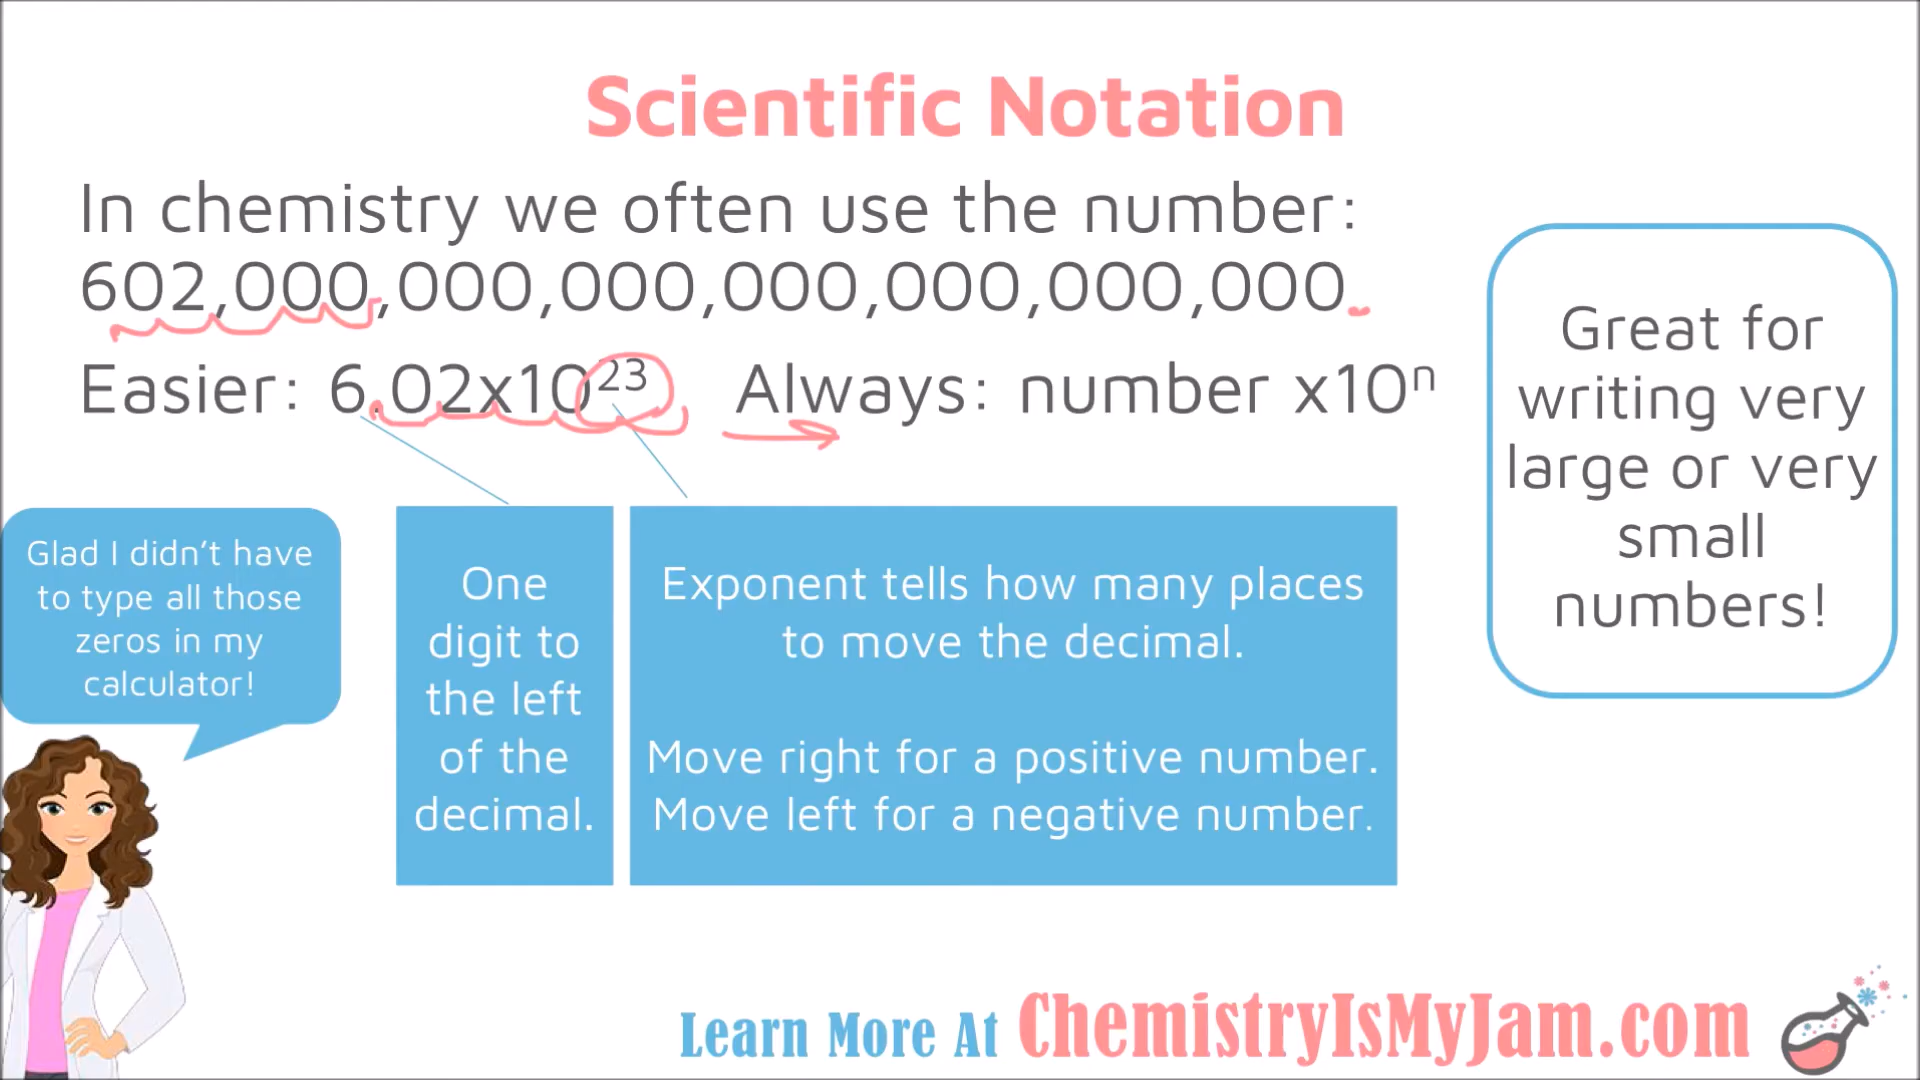 Scientific Notation
In chemistry we often use the number:
602,000,000,000,000,000,000,000.
Easier: 6.02x10²³ Always: number x10ⁿ
Great for
writing very
large or very
small
numbers!
Glad I didn't have
to type all those
zeros in my
calculator!
One
digit to
the left
of the
decimal.
Exponent tells how many places
to move the decimal.
Move right for a positive number.
Move left for a negative number.
Learn More At ChemistryIsMyJam.com